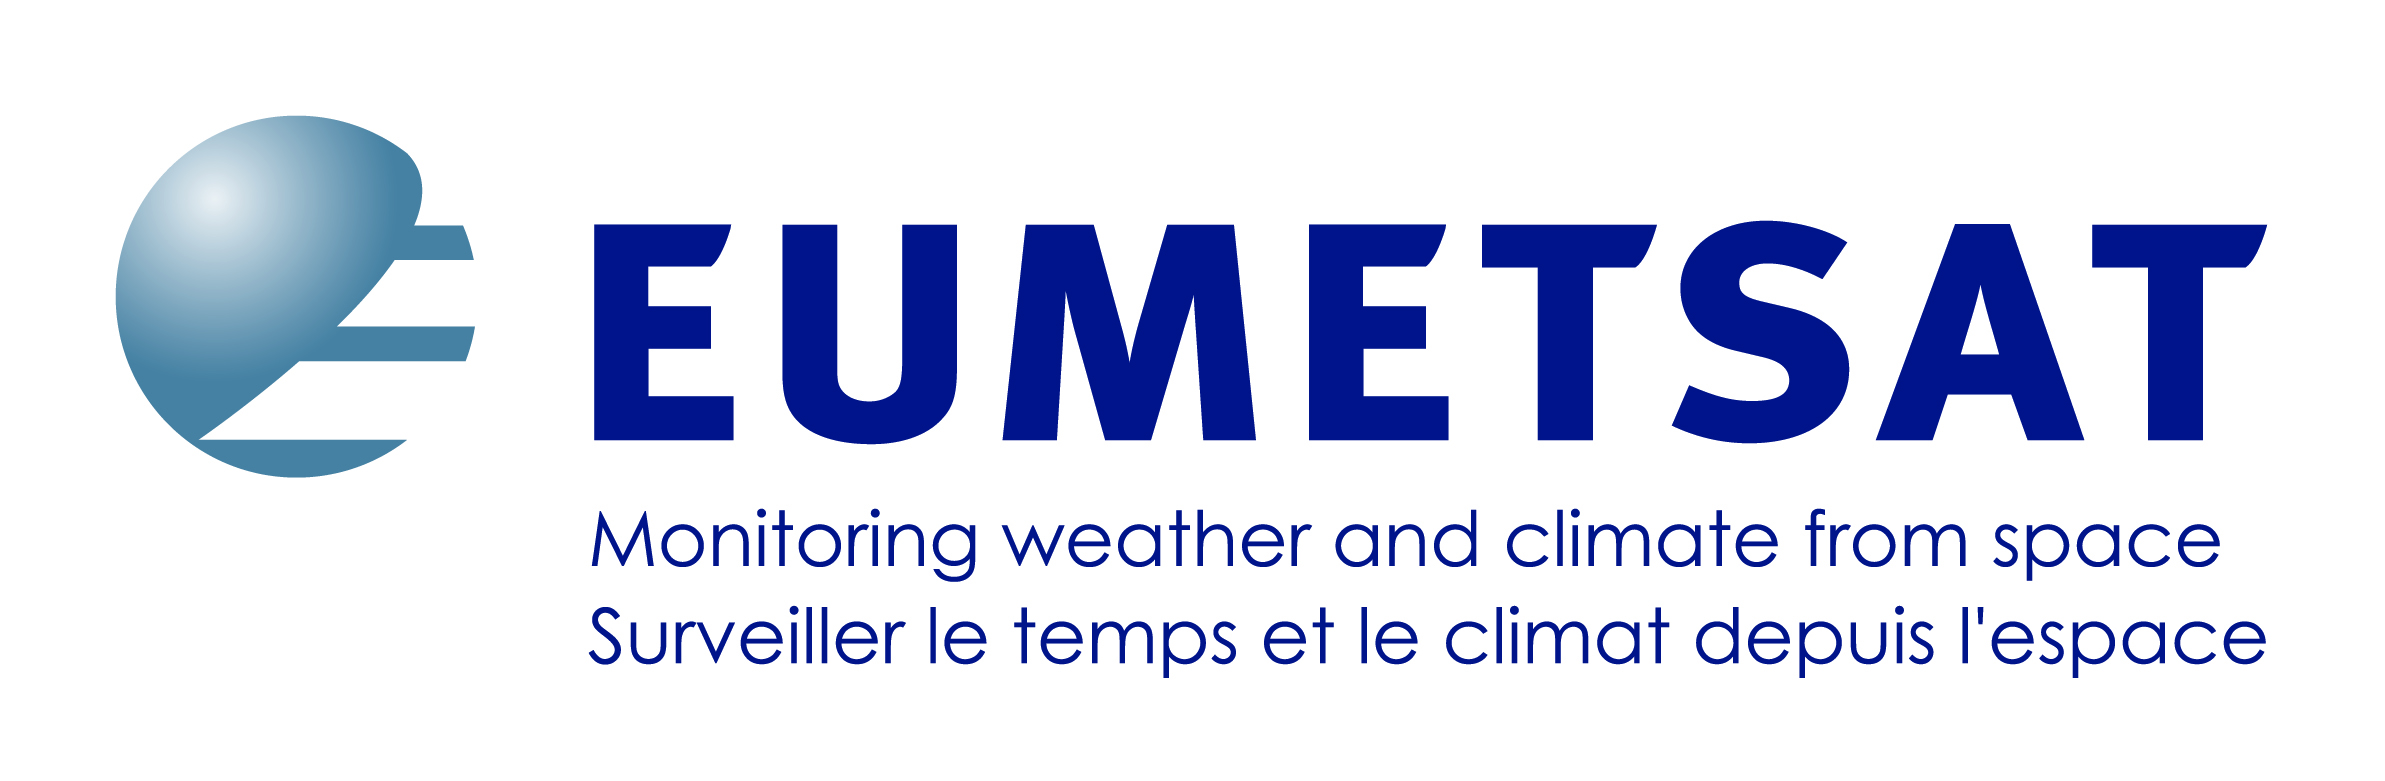 EUMETSAT
Monitoring weather and climate from space
Surveiller le temps et le climat depuis l'espace